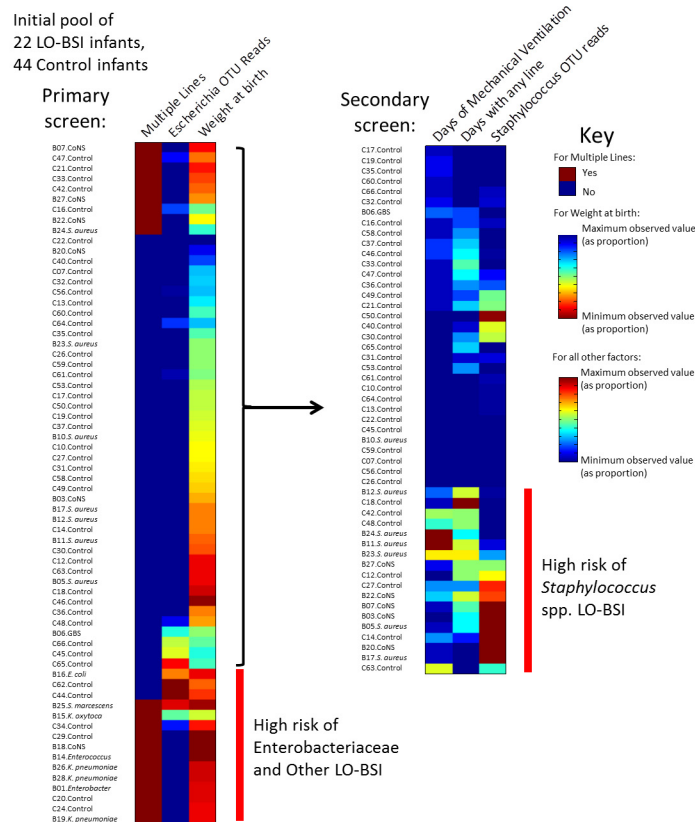 Initial pool of
22 LO-BSI infants,
44 Control infants
Primary
screen:
Multiple Lines
Escherichia OTU Reads
Weight at birth
B07.CoNS
C47.Control
C21.Control
C33.Control
C42.Control
B27.CoNS
C16.Control
B22.CoNS
B24.S. aureus
C22.Control
B20.CoNS
C40.Control
C07.Control
C32.Control
C56.Control
C13.Control
C60.Control
C64.Control
C35.Control
B23.S. aureus
C26.Control
C59.Control
C61.Control
C53.Control
C17.Control
C50.Control
C19.Control
C37.Control
B10.S. aureus
C10.Control
C27.Control
C31.Control
C58.Control
C49.Control
B03.CoNS
B17.S. aureus
B12.S. aureus
C14.Control
B11.S. aureus
C30.Control
C12.Control
C63.Control
B05.S. aureus
C18.Control
C46.Control
C36.Control
C48.Control
B06.GBS
C66.Control
C45.Control
C65.Control
B16.E. coli
C62.Control
C44.Control
B25.S. marcescens
B15.K. oxytoca
C34.Control
C29.Control
B18.CoNS
B14.Enterococcus
B26.K. pneumoniae
B28.K. pneumoniae
B01.Enterobacter
C20.Control
C24.Control
B19.K. pneumoniae
High risk of
Enterobacteriaceae
and Other LO-BSI
Secondary
screen:
Days of Mechanical Ventilation
Days with any line
Staphylococcus OTU reads
C17.Control
C19.Control
C35.Control
C60.Control
C66.Control
C32.Control
B06.GBS
C16.Control
C58.Control
C37.Control
C46.Control
C33.Control
C47.Control
C36.Control
C49.Control
C21.Control
C50.Control
C40.Control
C30.Control
C65.Control
C31.Control
C53.Control
C61.Control
C10.Control
C64.Control
C13.Control
C22.Control
C45.Control
B10.S. aureus
C59.Control
C07.Control
C56.Control
C26.Control
B12.S. aureus
C18.Control
C42.Control
C48.Control
B24.S. aureus
B11.S. aureus
B23.S. aureus
B27.CoNS
C12.Control
C27.Control
B22.CoNS
B07.CoNS
B03.CoNS
B05.S. aureus
C14.Control
B20.CoNS
B17.S. aureus
C63.Control
High risk of
Staphylococcus
spp. LO-BSI
Key
For Multiple Lines:
Yes
No
For Weight at birth:
Maximum observed value
(as proportion)
Minimum observed value
(as proportion)
For all other factors:
Maximum observed value
(as proportion)
Minimum observed value
(as proportion)